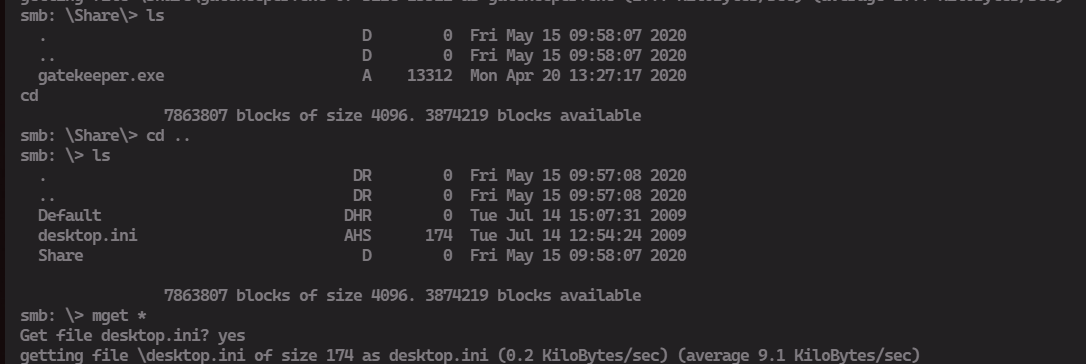 smb: \Share\> ls
  .                                   D        0  Fri May 15 09:58:07 2020
  ..                                  D        0  Fri May 15 09:58:07 2020
  gatekeeper.exe                      A    13312  Mon Apr 20 13:27:17 2020
cd
                7863807 blocks of size 4096. 3874219 blocks available
smb: \Share\> cd ..
smb: \> ls
  .                                  DR        0  Fri May 15 09:57:08 2020
  ..                                 DR        0  Fri May 15 09:57:08 2020
  Default                           DHR        0  Tue Jul 14 15:07:31 2009
  desktop.ini                       AHS      174  Tue Jul 14 12:54:24 2009
  Share                               D        0  Fri May 15 09:58:07 2020

                7863807 blocks of size 4096. 3874219 blocks available
smb: \> mget *
Get file desktop.ini? yes
getting file \desktop.ini of size 174 as desktop.ini (0.2 KiloBytes/sec) (average 9.1 KiloBytes/sec)